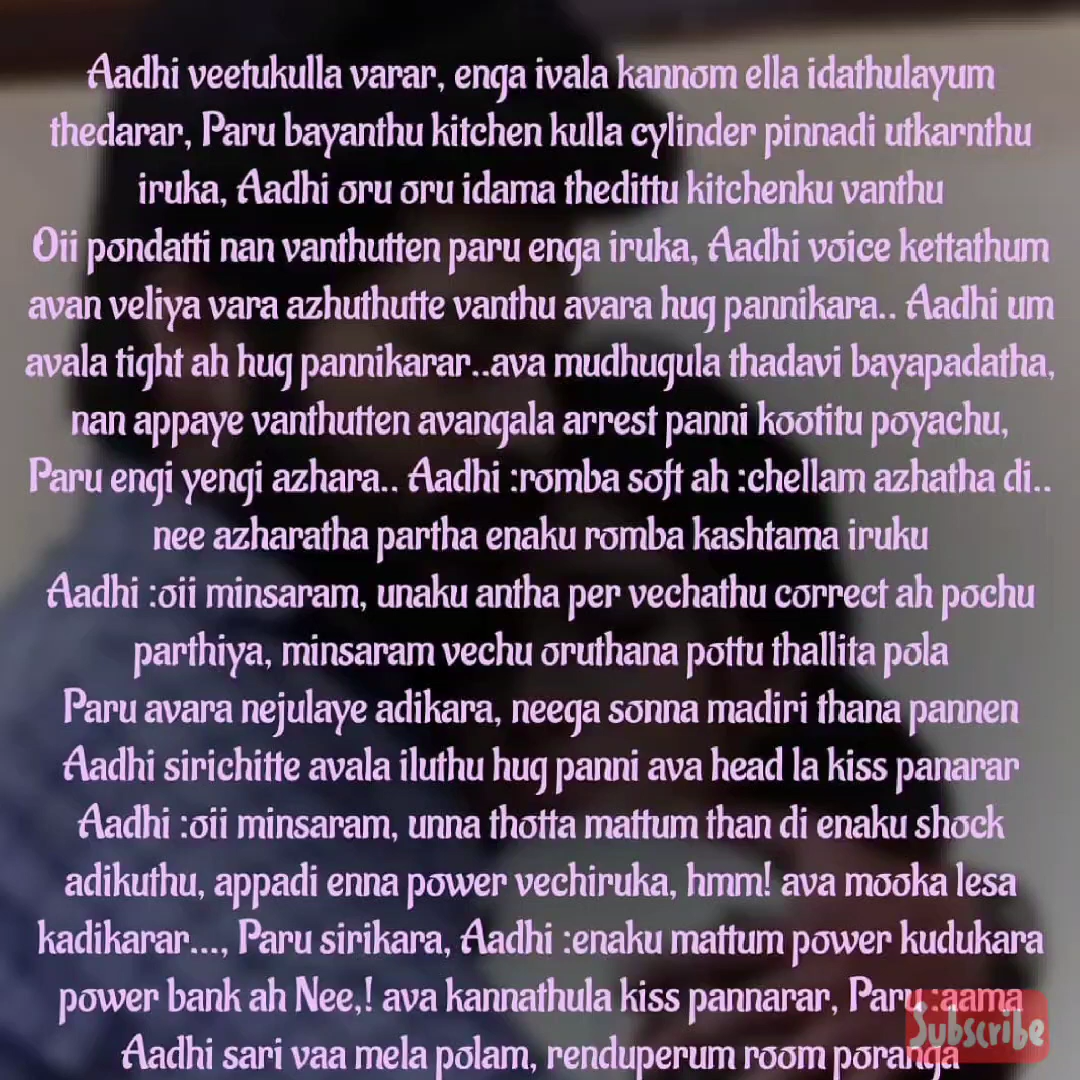 Aadhi veetukulla varar, enga ivala kannom ella idathulayum
thedarar, Paru bayanthu kitchen kulla cylinder pinnadi utkarnthu
iruka, Aadhi oru oru idama thedittu kitchenku vanthu
Oii pondatti nan vanthutten paru enga iruka, Aadhi voice kettathum
avan veliya vara azhuthutte vanthu avara hug pannikara.. Aadhi um
avala tight ah hug pannikarar..ava mudhugula thadavi bayapadatha,
nan appaye vanthutten avangala arrest panni kootitu poyachu,
Paru engi yengi azhara.. Aadhi :romba soft ah :chellam azhatha di..
nee azharatha partha enaku romba kashtama iruku
Aadhi :oii minsaram, unaku antha per vechathu correct ah pochu
parthiya, minsaram vechu oruthana pottu thallita pola
Paru avara nejulaye adikara, neega sonna madiri thana pannen
Aadhi sirichitte avala iluthu hug panni ava head la kiss panarar
Aadhi :oii minsaram, unna thotta mattum than di enaku shock
adikuthu, appadi enna power vechiruka, hmm! ava mooka lesa
kadikarar..., Paru sirikara, Aadhi :enaku mattum power kudukara
power bank ah Nee,! ava kannathula kiss pannarar, Paru :aama
Subscribe
Aadhi sari vaa mela polam, renduperum room poranga